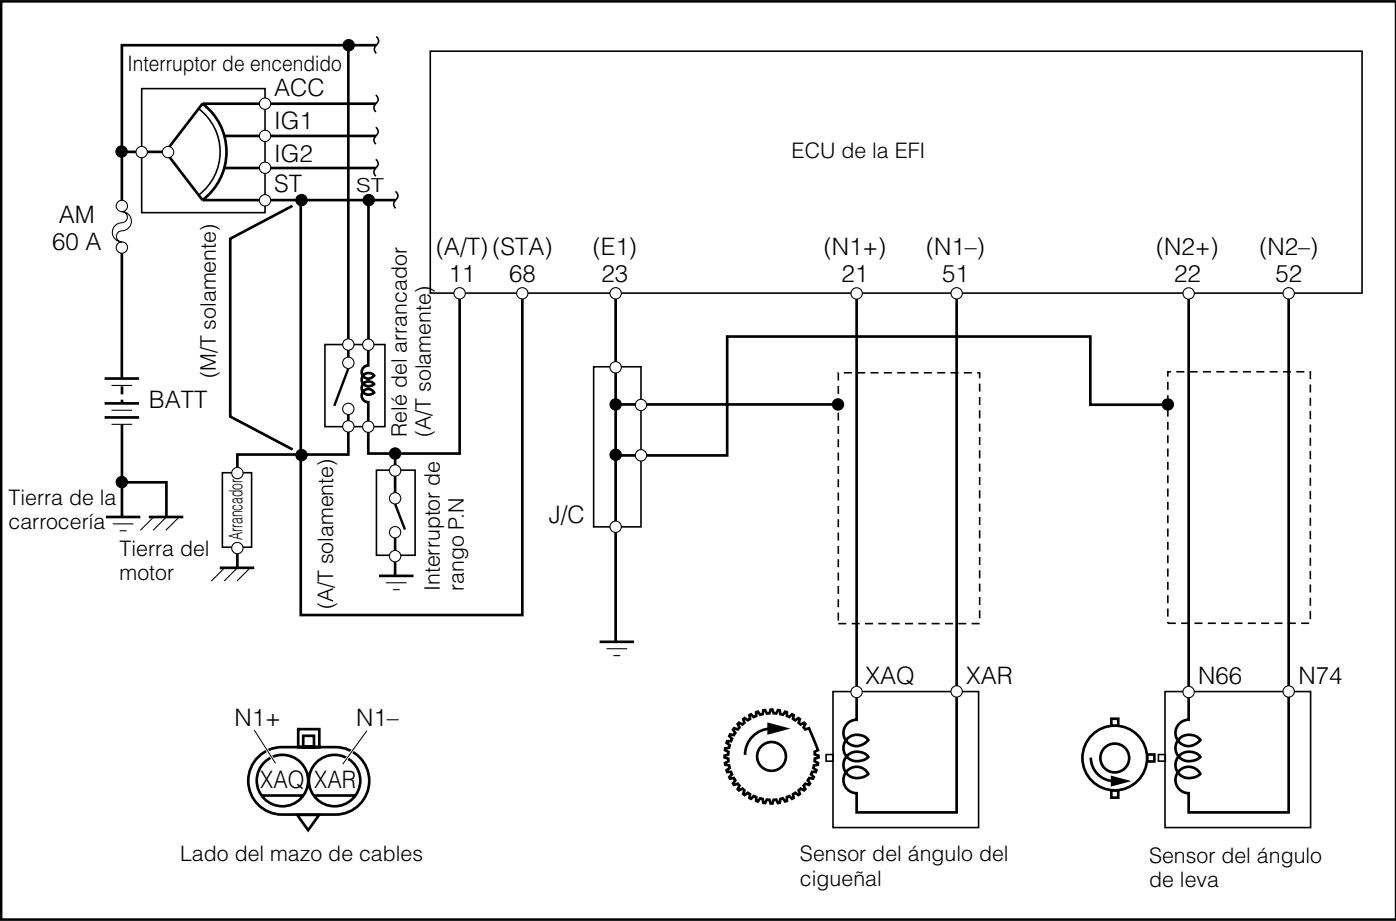 Interruptor de encendido
ACC
IG1
IG2
ST
ST
AM
60 A
BATT
Tierra de la
carrocería
Tierra del
motor
(M/T solamente)
Arrancador
(A/T solamente)
Relé del arrancador
(A/T solamente)
Interruptor de
rango P.N
ECU de la EFI
(A/T) (STA) (E1) (N1+) (N1–) (N2+) (N2–)
11 68 23 21 51 22 52
J/C
XAQ XAR N66 N74
N1+ N1–
XAQ XAR
Lado del mazo de cables
Sensor del ángulo del
cigueñal
Sensor del ángulo
de leva